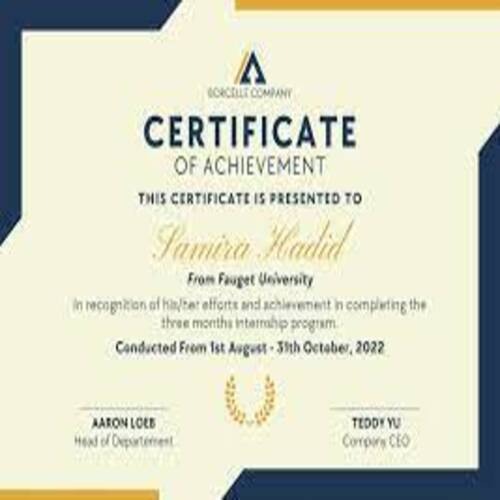 BORCELLE COMPANY
CERTIFICATE
OF ACHIEVEMENT
THIS CERTIFICATE IS PRESENTED TO
Samira Hadid
From Fauget University
In recognition of his/her efforts and achievement in completing the
three months internship program.
Conducted From 1st August - 31th October, 2022
AARON LOEB
Head of Departement
TEDDY YU
Company CEO